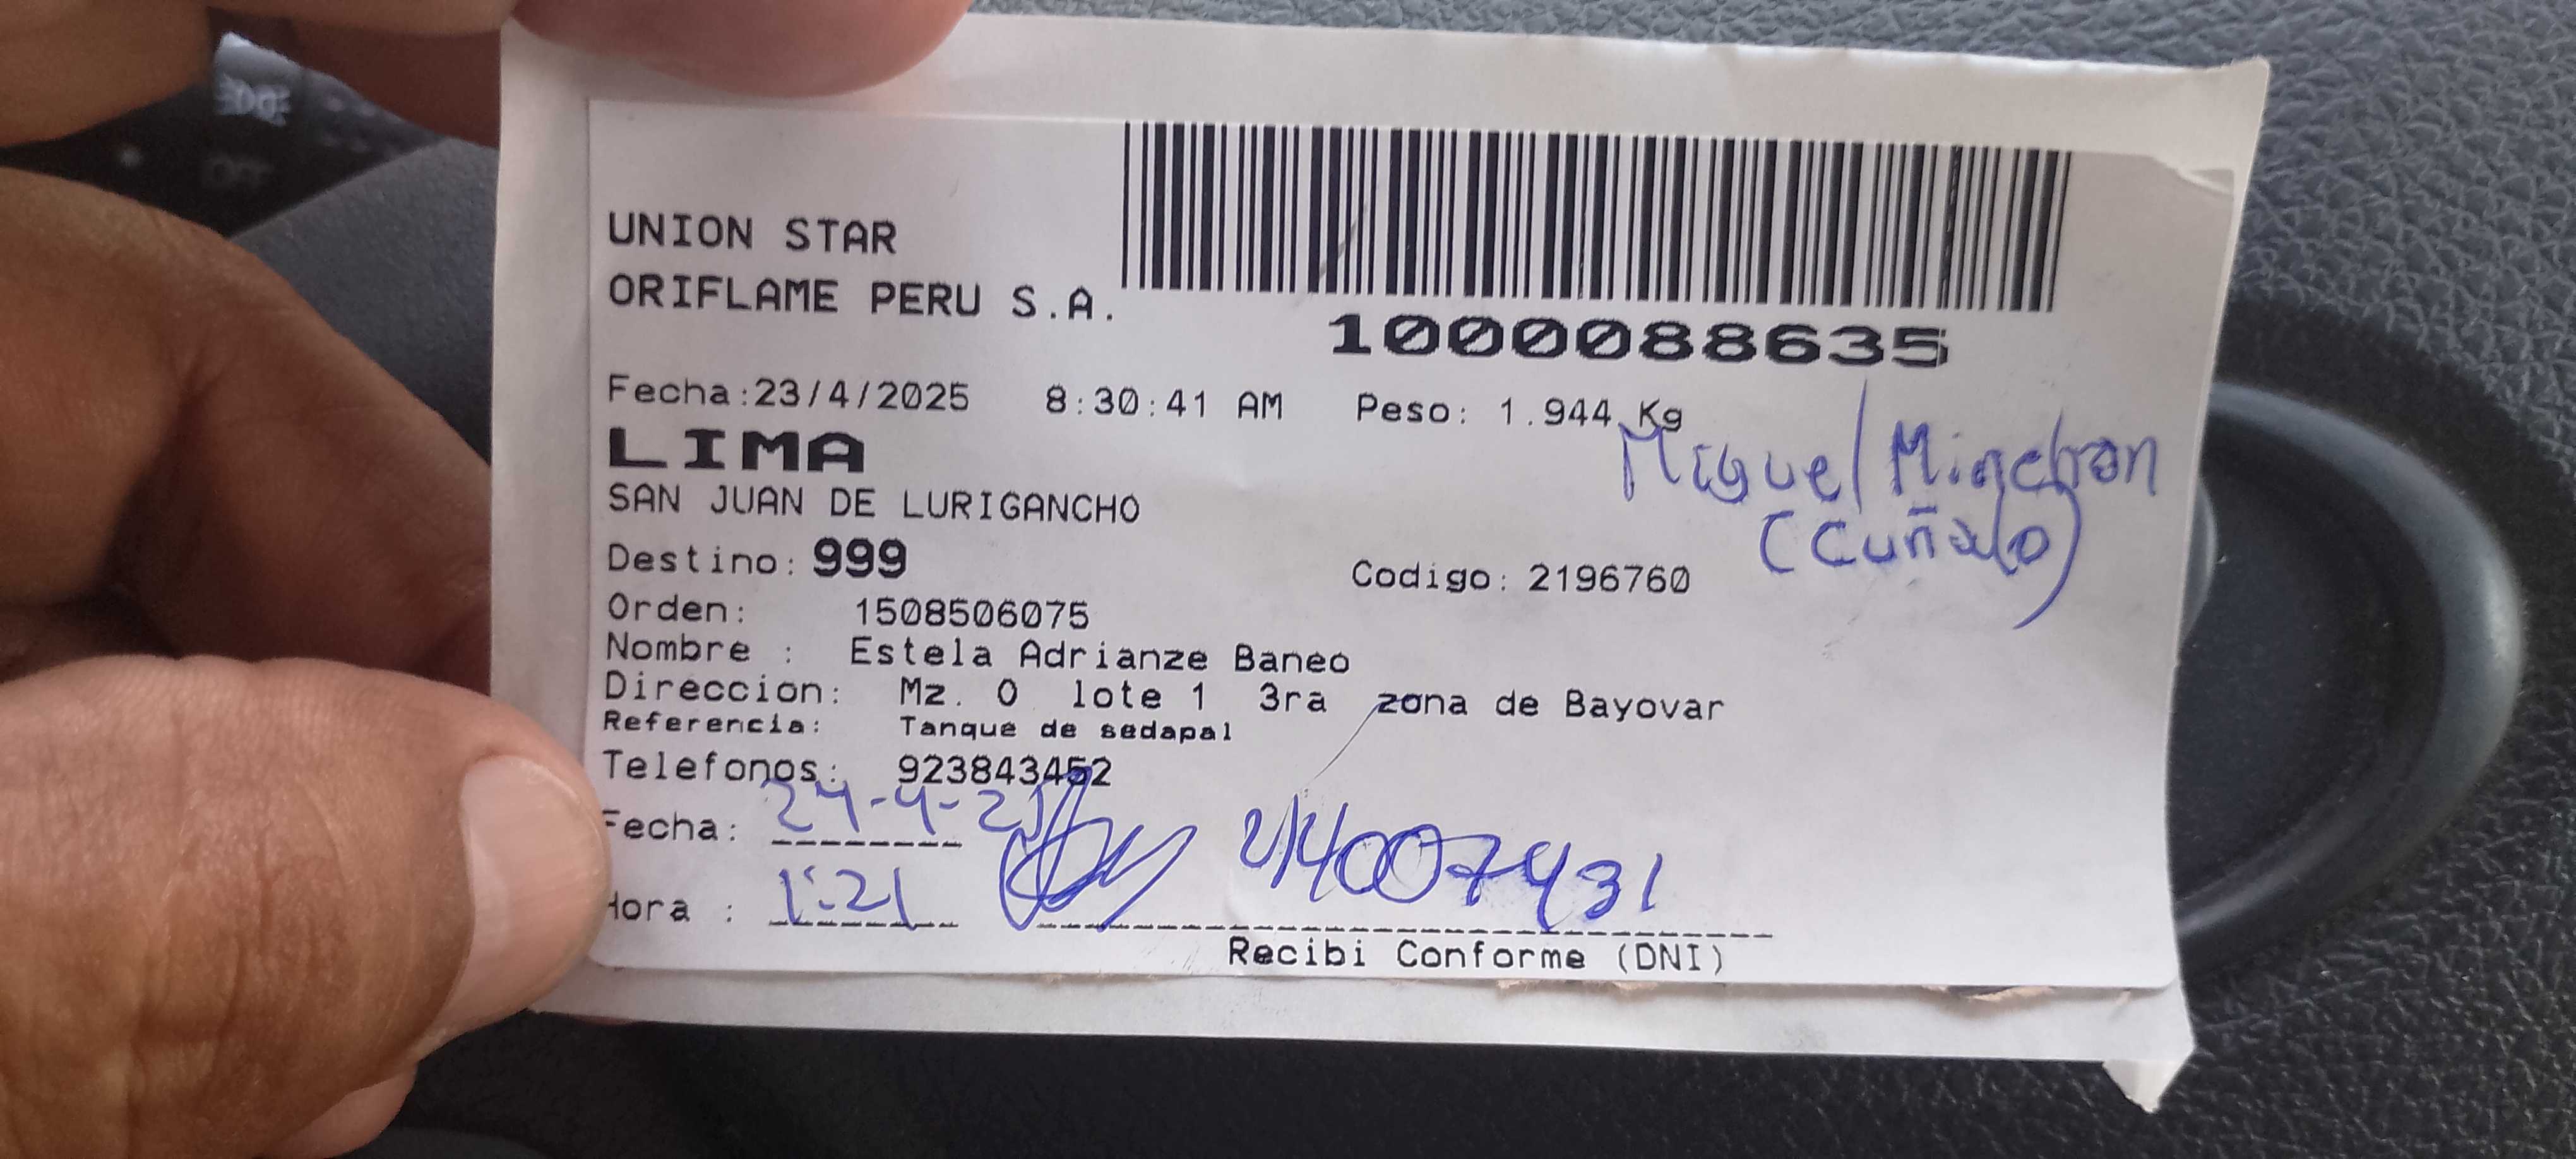 UNION STAR
ORIFLAME PERU S.A.
1000088635
Fecha:23/4/2025 8:30:41 AM Peso: 1.944 Kg
LIMA
Miguel Minchan
SAN JUAN DE LURIGANCHO
(Cuñado)
Destino: 999 Codigo: 2196760
Orden: 1508506075
Nombre : Estela Adrianze Baneo
Direccion: Mz. O lote 1 3ra zona de Bayovar
Referencia: Tanque de sedapal
Telefonos: 923843452
Fecha: 24-4-25
Hora : 1:21
Recibi Conforme (DNI)
OFF